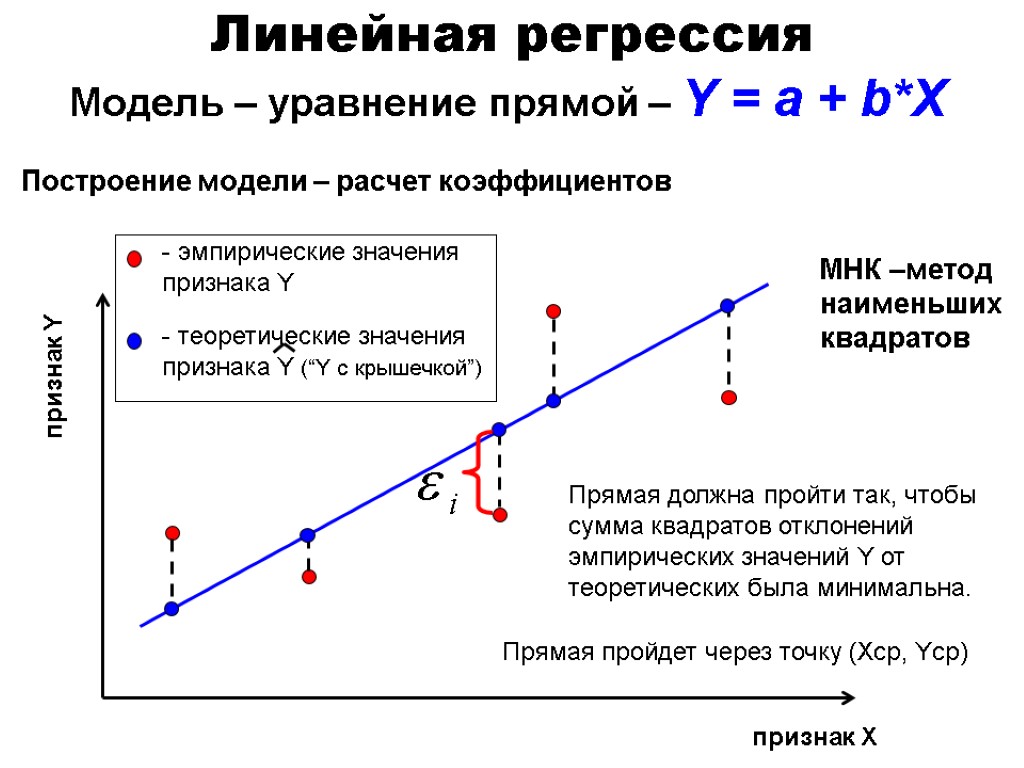 Линейная регрессия
Модель – уравнение прямой – Y = a + b*X
Построение модели – расчет коэффициентов
- эмпирические значения
признака Y
- теоретические значения
признака Y (“Y с крышечкой”)
МНК –метод
наименьших
квадратов
признак Y
ε i
Прямая должна пройти так, чтобы
сумма квадратов отклонений
эмпирических значений Y от
теоретических была минимальна.
Прямая пройдет через точку (Xср, Yср)
признак X